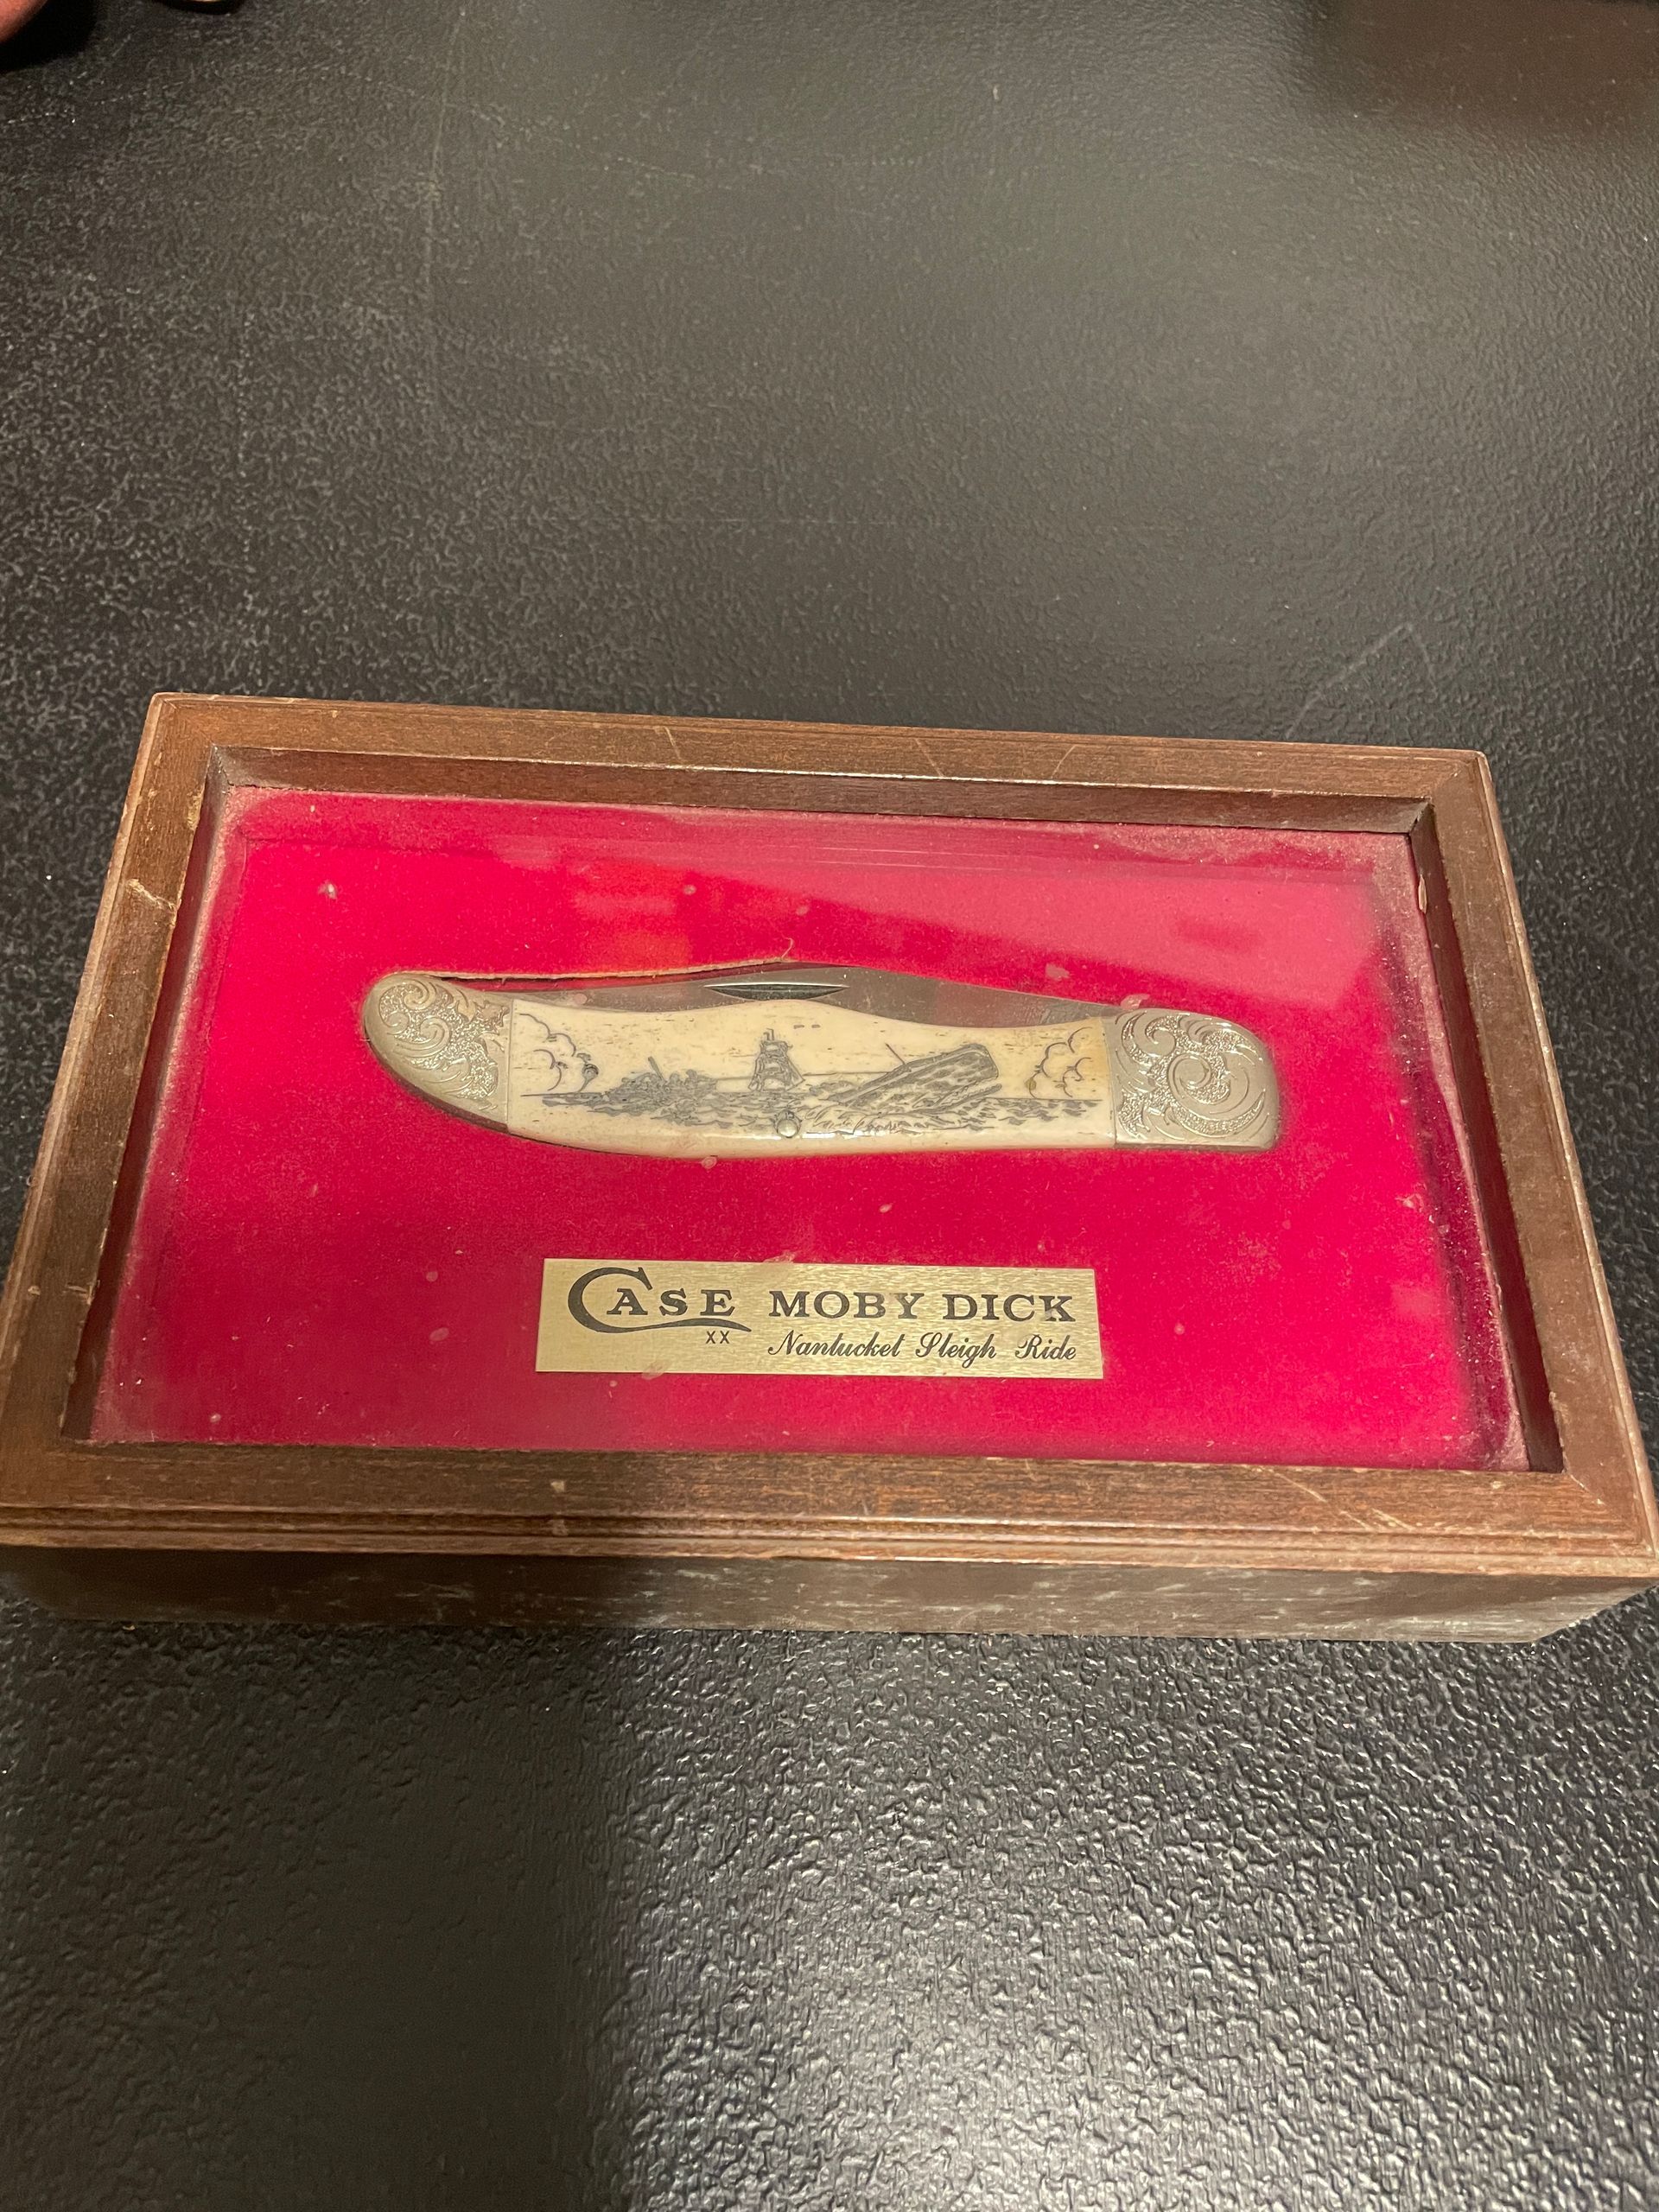 CASE MOBY DICK
XX Nantucket Sleigh Ride